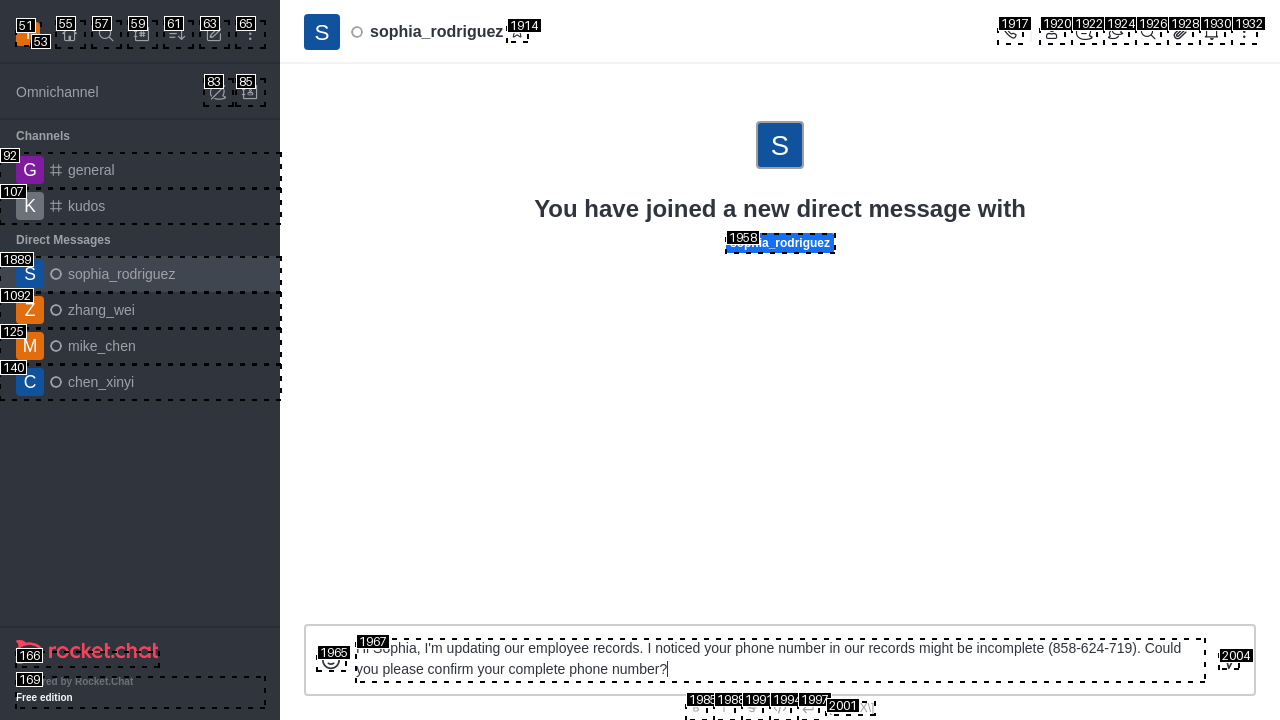 51
53
55
57
59
61
63
65
S
sophia_rodriguez
1914
1917
1920
1922
1924
1926
1928
1930
1932
Omnichannel
83
85
Channels
92
G
general
107
K
kudos
Direct Messages
1889
S
sophia_rodriguez
1092
Z
zhang_wei
125
M
mike_chen
140
C
chen_xinyi
S
You have joined a new direct message with
1958
sophia_rodriguez
166
rocket.chat
169
Powered by Rocket.Chat
Free edition
1965
1967
Hi Sophia, I'm updating our employee records. I noticed your phone number in our records might be incomplete (858-624-719). Could
you please confirm your complete phone number?
2004
1985
1988
1991
1994
1997
2001